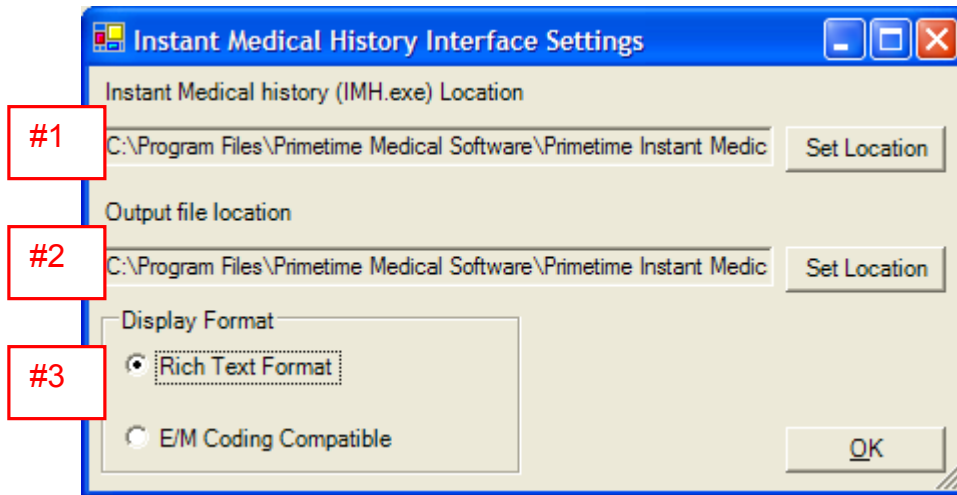 Instant Medical History Interface Settings
Instant Medical history (IMH.exe) Location
#1
C:\Program Files\Primetime Medical Software\Primetime Instant Medic
Set Location
Output file location
#2
C:\Program Files\Primetime Medical Software\Primetime Instant Medic
Set Location
Display Format
#3
Rich Text Format
E/M Coding Compatible
OK